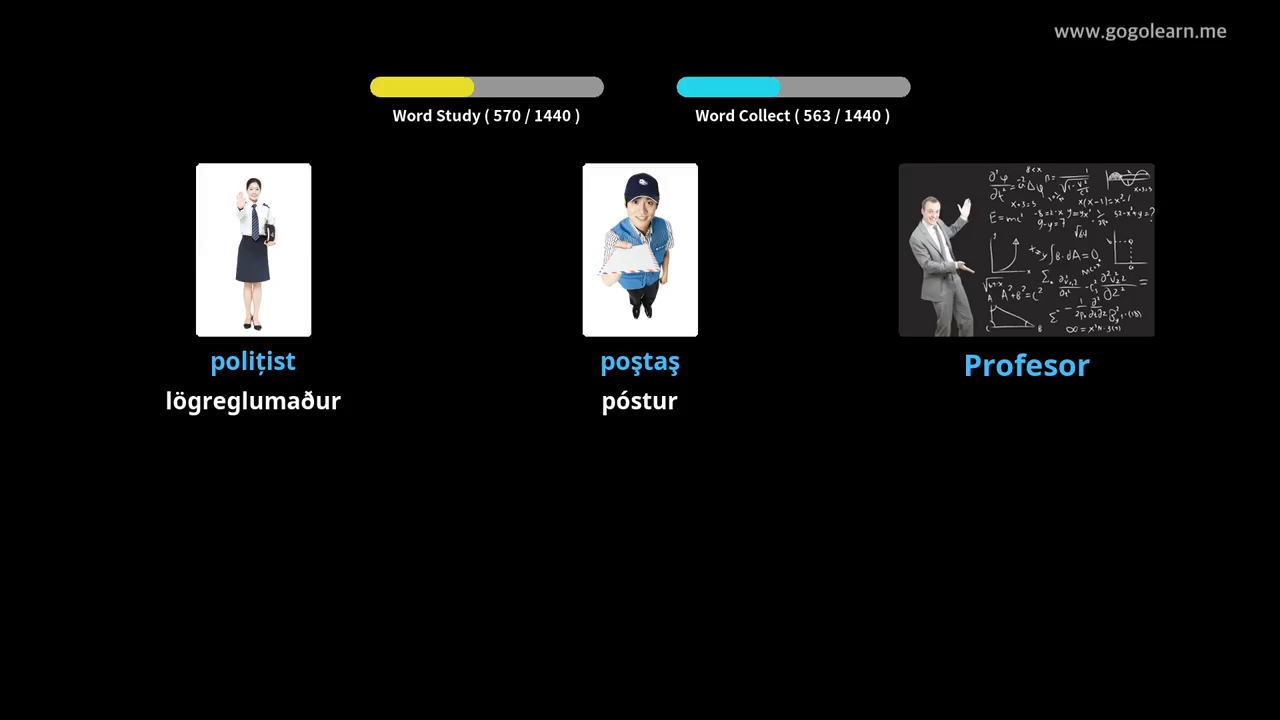 www.gogolearn.me
Word Study ( 570 / 1440 )
Word Collect ( 563 / 1440 )
polițist
poştaş
Profesor
lögreglumaður
póstur